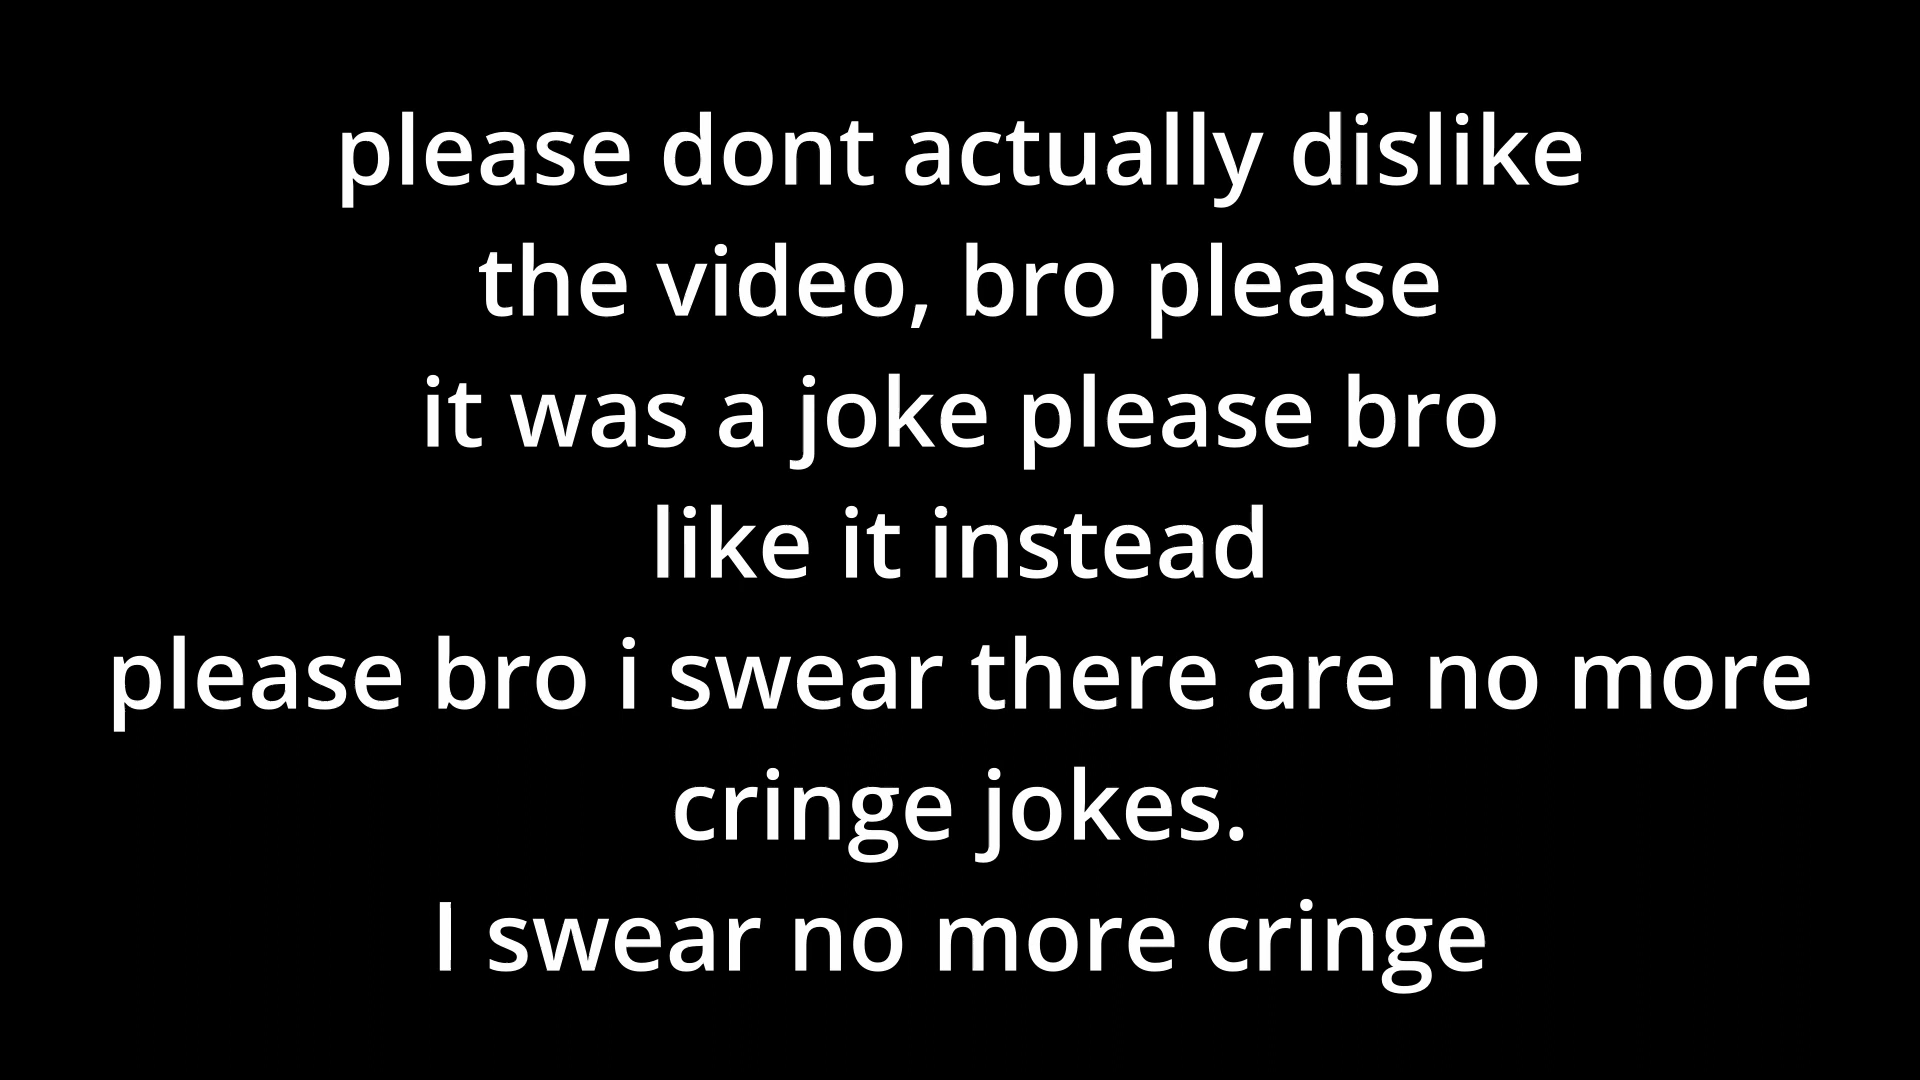 please dont actually dislike
the video, bro please
it was a joke please bro
like it instead
please bro i swear there are no more
cringe jokes.
I swear no more cringe